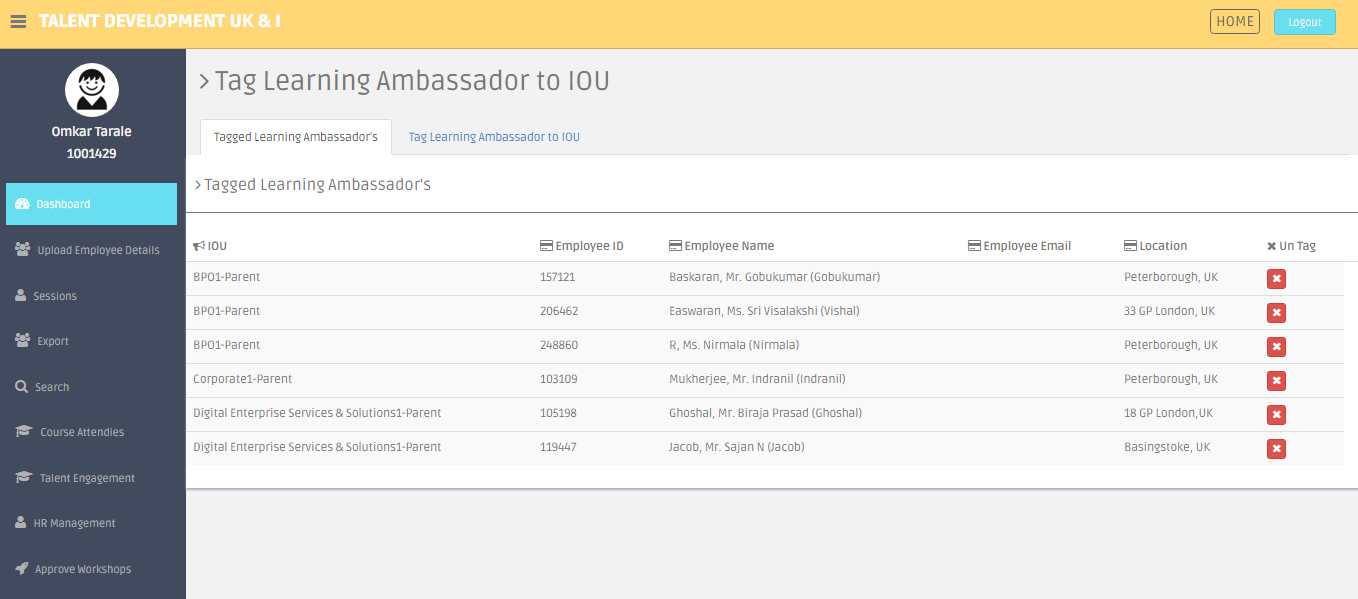 TALENT DEVELOPMENT UK & I
HOME
Logout
Omkar Tarale
1001429
Dashboard
Upload Employee Details
Sessions
Export
Search
Course Attendies
Talent Engagement
HR Management
Approve Workshops
Tag Learning Ambassador to IOU
Tagged Learning Ambassador's Tag Learning Ambassador to IOU
Tagged Learning Ambassador's
IOU Employee ID Employee Name Employee Email Location Un Tag
BPO1-Parent 157121 Baskaran, Mr. Gobukumar (Gobukumar) Peterborough, UK
BPO1-Parent 206462 Easwaran, Ms. Sri Visalakshi (Vishal) 33 GP London, UK
BPO1-Parent 248860 R, Ms. Nirmala (Nirmala) Peterborough, UK
Corporate1-Parent 103109 Mukherjee, Mr. Indranil (Indranil) Peterborough, UK
Digital Enterprise Services & Solutions1-Parent 105198 Ghoshal, Mr. Biraja Prasad (Ghoshal) 18 GP London,UK
Digital Enterprise Services & Solutions1-Parent 119447 Jacob, Mr. Sajan N (Jacob) Basingstoke, UK